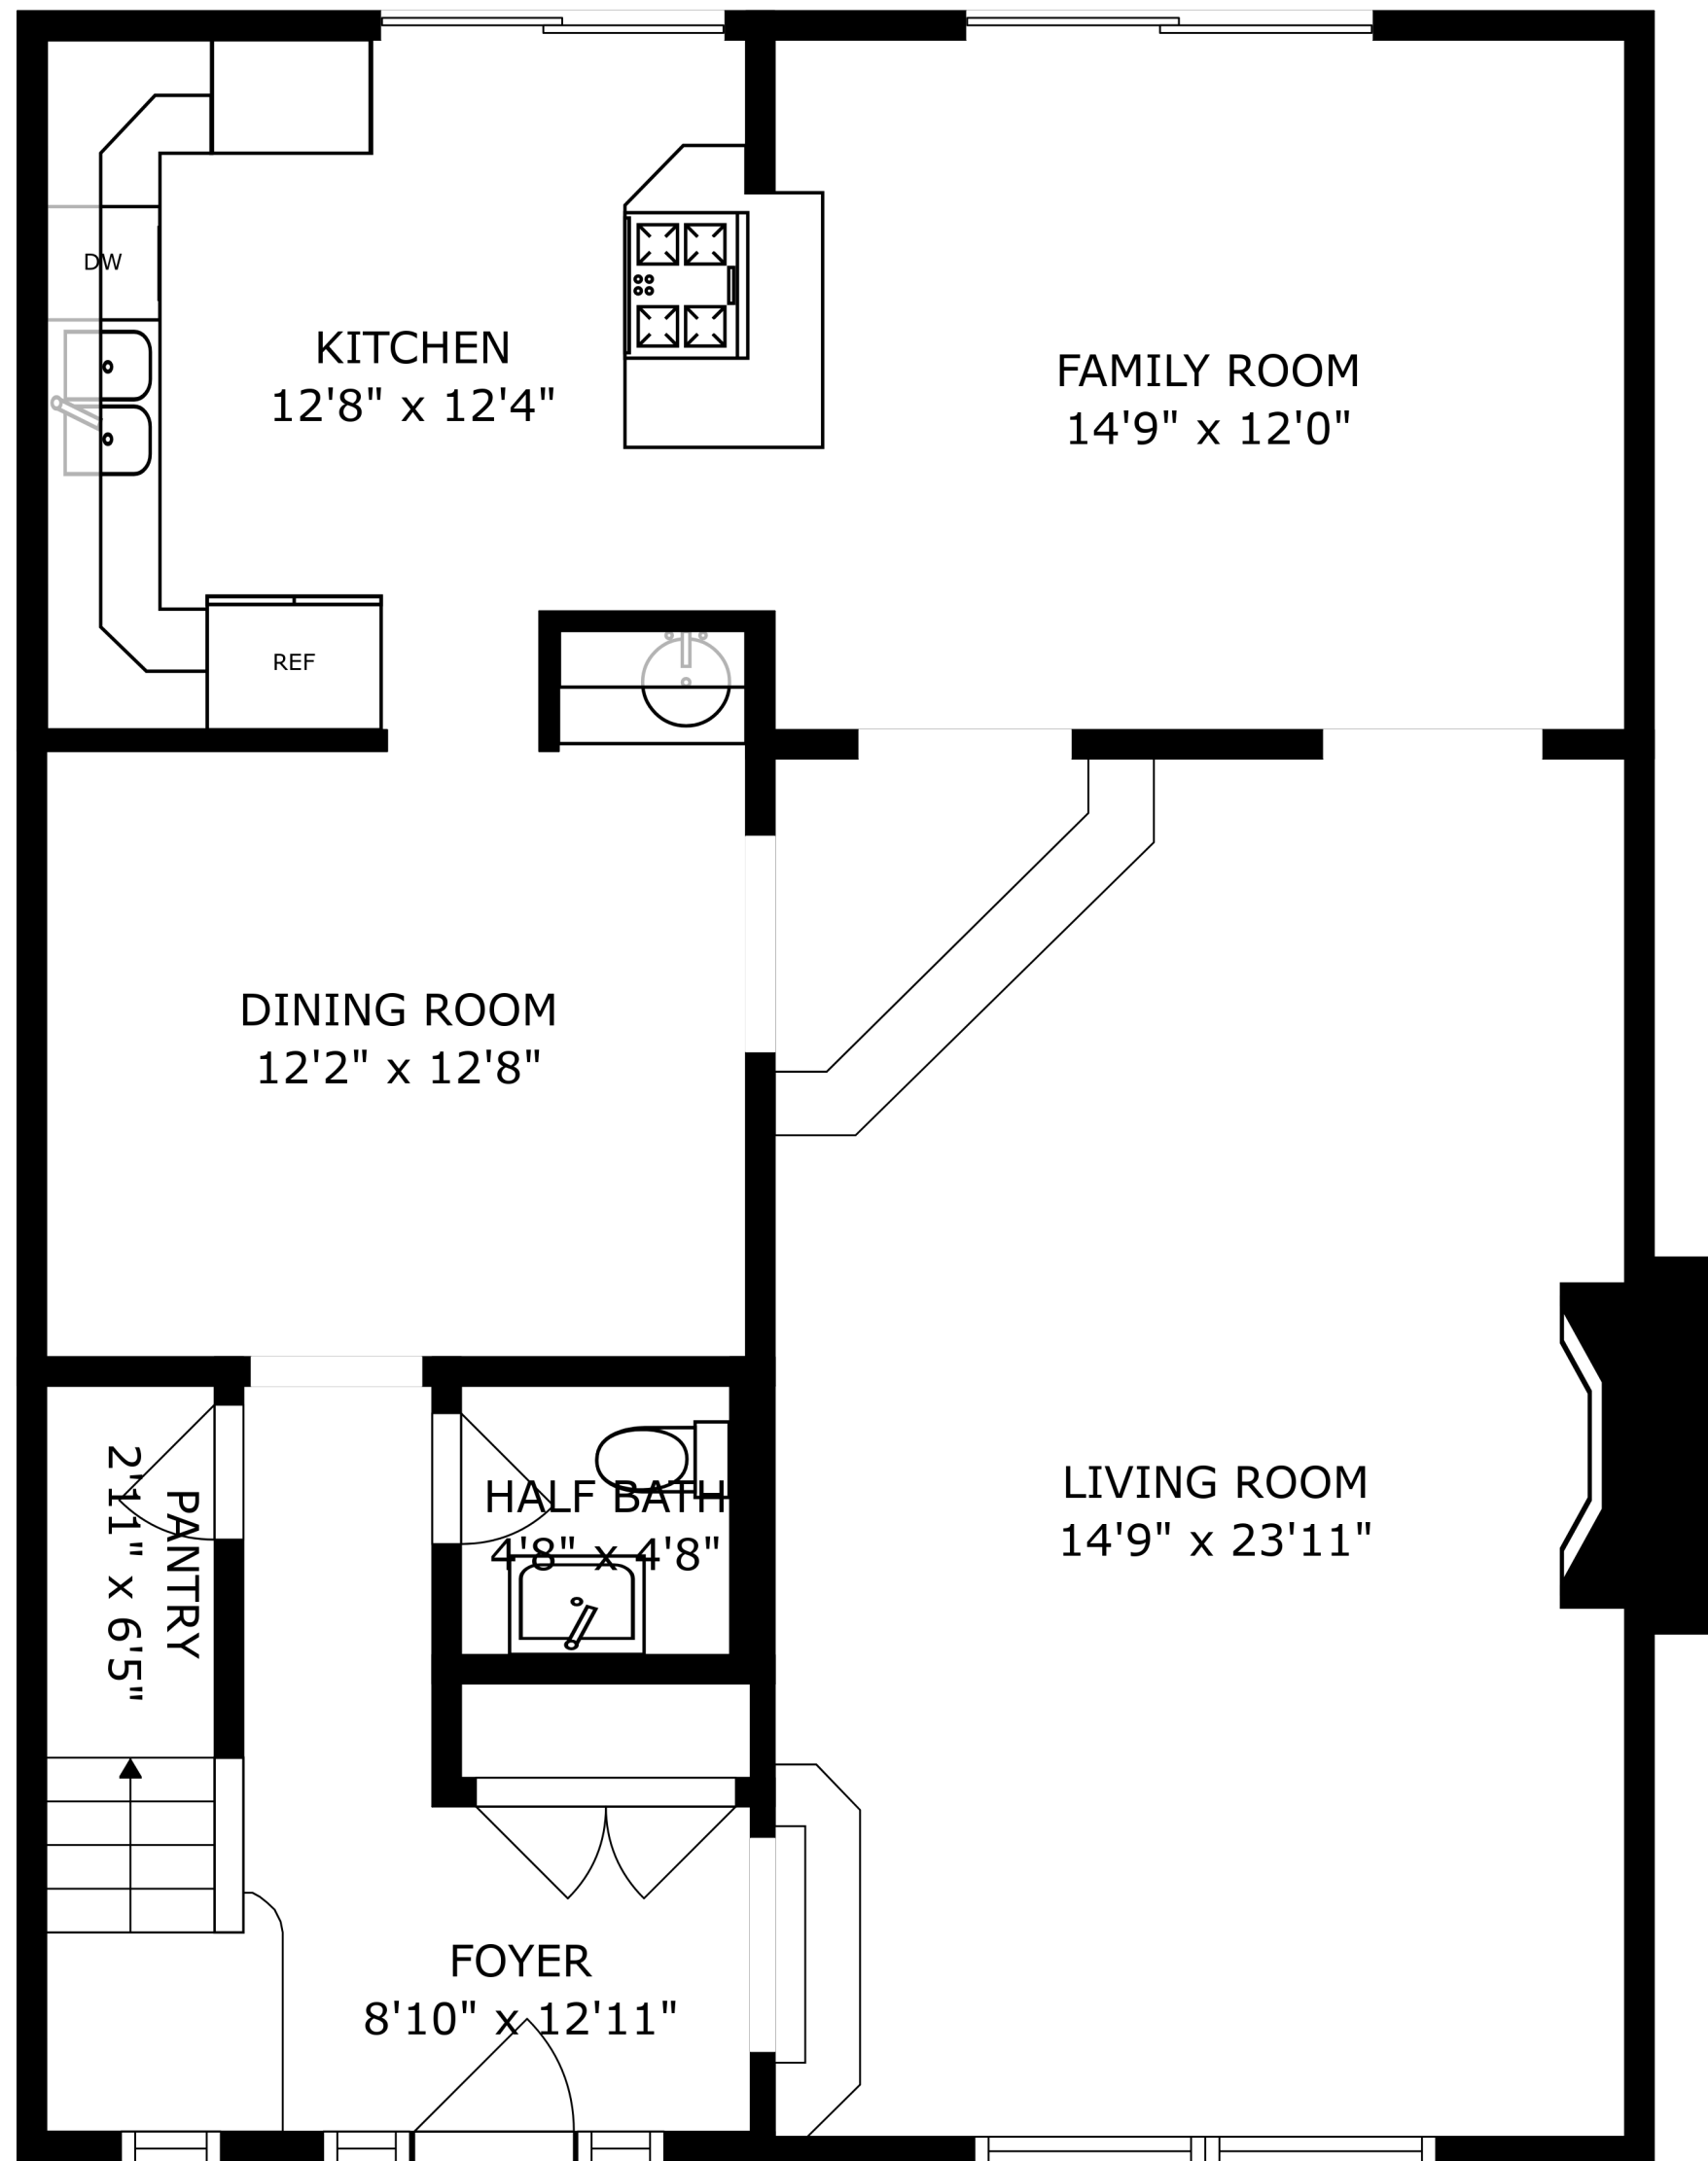 DW
KITCHEN
12'8" x 12'4"
FAMILY ROOM
14'9" x 12'0"
REF
DINING ROOM
12'2" x 12'8"
PANTRY
2'11" x 6'5"
HALF BATH
4'8" x 4'8"
LIVING ROOM
14'9" x 23'11"
FOYER
8'10" x 12'11"